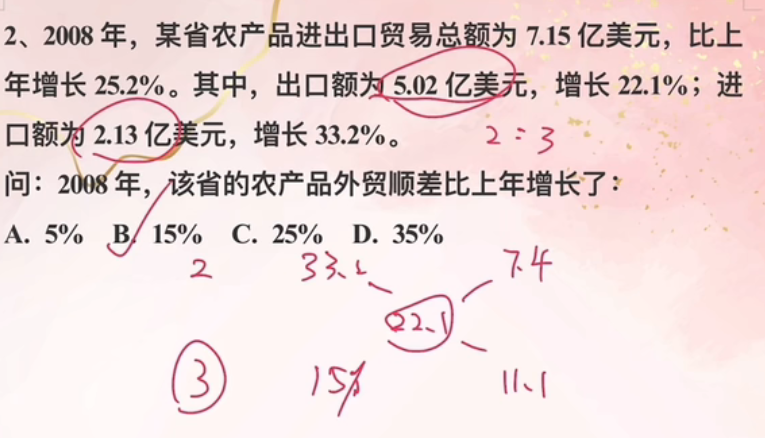 2、2008 年，某省农产品进出口贸易总额为 7.15 亿美元，比上
年增长 25.2%。其中，出口额为 5.02 亿美元，增长 22.1%；进
口额为 2.13 亿美元，增长 33.2%。
2:3
问：2008 年，该省的农产品外贸顺差比上年增长了：
A. 5% B. 15% C. 25% D. 35%
2 33.2 7.4
22.1
3 15% 11.1